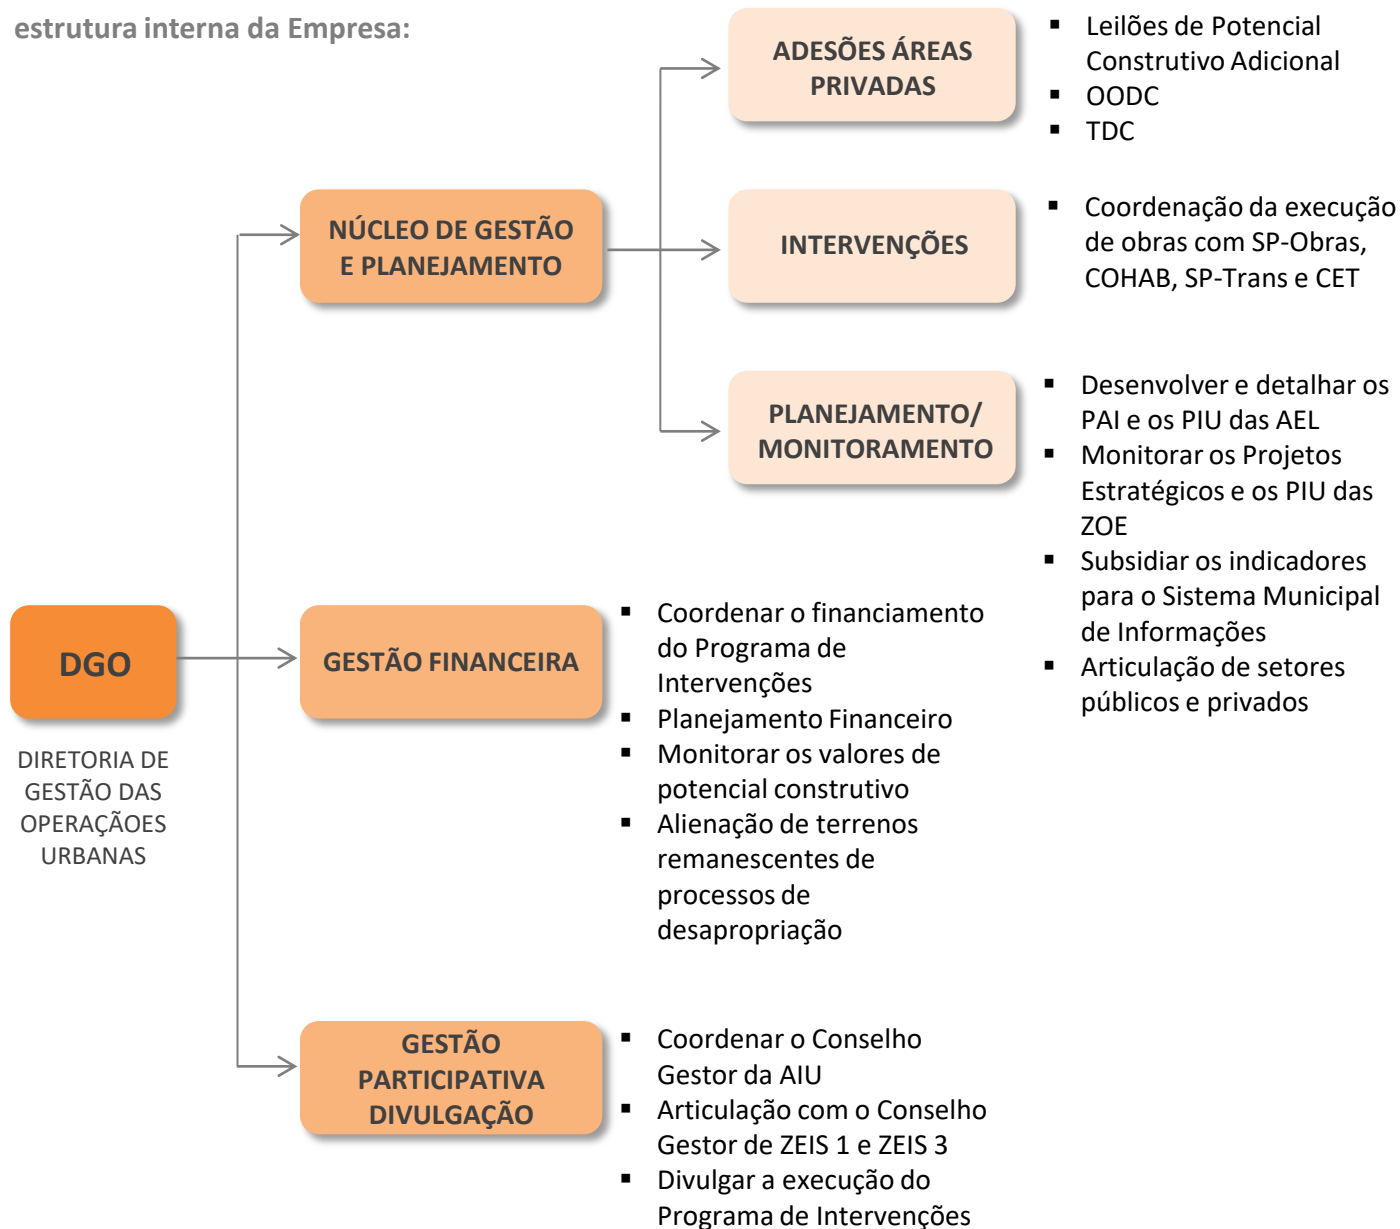 estrutura interna da Empresa:
ADESÕES ÁREAS
PRIVADAS
▪ Leilões de Potencial
Construtivo Adicional
▪ OODC
▪ TDC
NÚCLEO DE GESTÃO
E PLANEJAMENTO
INTERVENÇÕES
▪ Coordenação da execução
de obras com SP-Obras,
COHAB, SP-Trans e CET
PLANEJAMENTO/
MONITORAMENTO
▪ Desenvolver e detalhar os
PAI e os PIU das AEL
▪ Monitorar os Projetos
Estratégicos e os PIU das
ZOE
▪ Subsidiar os indicadores
para o Sistema Municipal
de Informações
▪ Articulação de setores
públicos e privados
DGO
DIRETORIA DE
GESTÃO DAS
OPERAÇÃOES
URBANAS
GESTÃO FINANCEIRA
▪ Coordenar o financiamento
do Programa de
Intervenções
▪ Planejamento Financeiro
▪ Monitorar os valores de
potencial construtivo
▪ Alienação de terrenos
remanescentes de
processos de
desapropriação
GESTÃO
PARTICIPATIVA
DIVULGAÇÃO
▪ Coordenar o Conselho
Gestor da AIU
▪ Articulação com o Conselho
Gestor de ZEIS 1 e ZEIS 3
▪ Divulgar a execução do
Programa de Intervenções